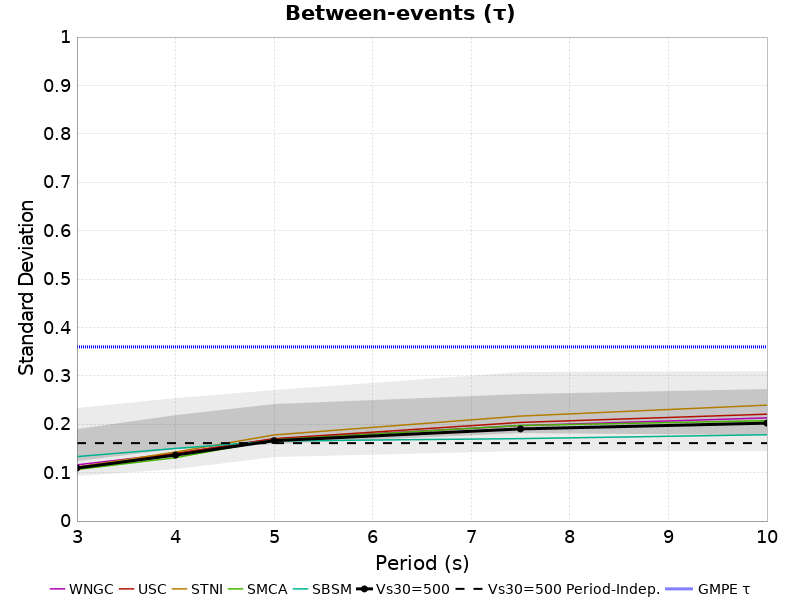 Between-events (τ)
1
0.9
0.8
0.7
0.6
0.5
0.4
0.3
0.2
0.1
0
Standard Deviation
3 4 5 6 7 8 9 10
Period (s)
WNGC USC STNI SMCA SBSM Vs30=500 Vs30=500 Period-Indep. GMPE τ